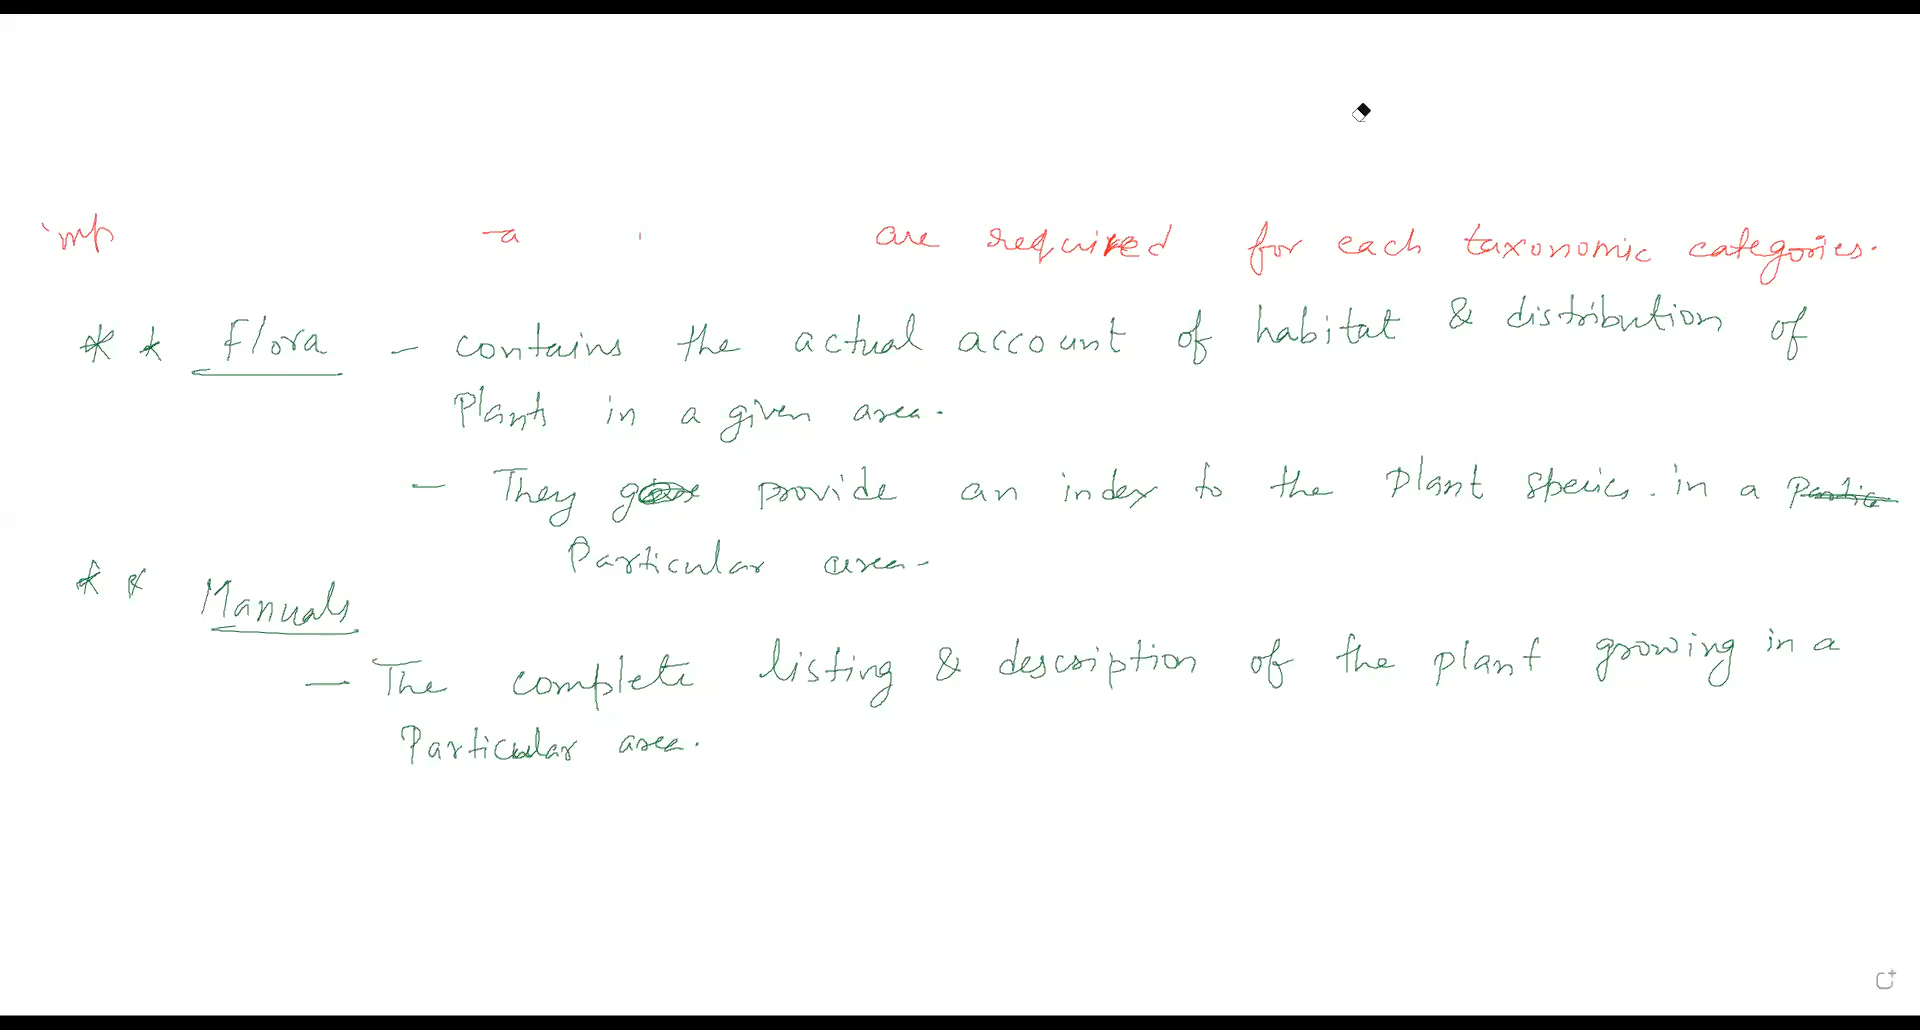 imp -a are required for each taxonomic categories.
* * Flora - contains the actual account of habitat & distribution of
Plants in a given area.
- They provide an index to the plant species. in a Partic
Particular area.
* * Manuals
- The complete listing & description of the plant growing in a
Particular area.